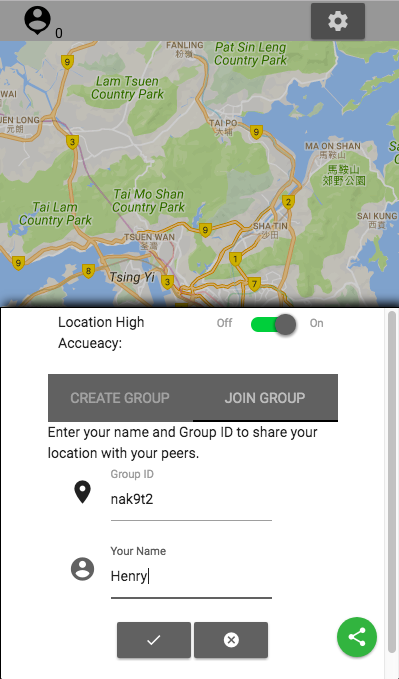 0
FANLING
粉嶺
Pat Sin Leng
Country Park
9
Lam Tsuen
Country Park
WAI
9
UEN LONG
元朗
3
TAI PO
大埔
9
MA ON SHAN
馬鞍山
馬鞍山
郊野公園
Tai Mo Shan
Country Park
2
Tai Lam
Country Park
SAI KUNG
西貢
9
SHA TIN
沙田
TSUEN WAN
荃灣
9
8
1
Tsing Yi
3
7
Location High
Accueacy:
Off
On
CREATE GROUP
JOIN GROUP
Enter your name and Group ID to share your
location with your peers.
Group ID
nak9t2
Your Name
Henry